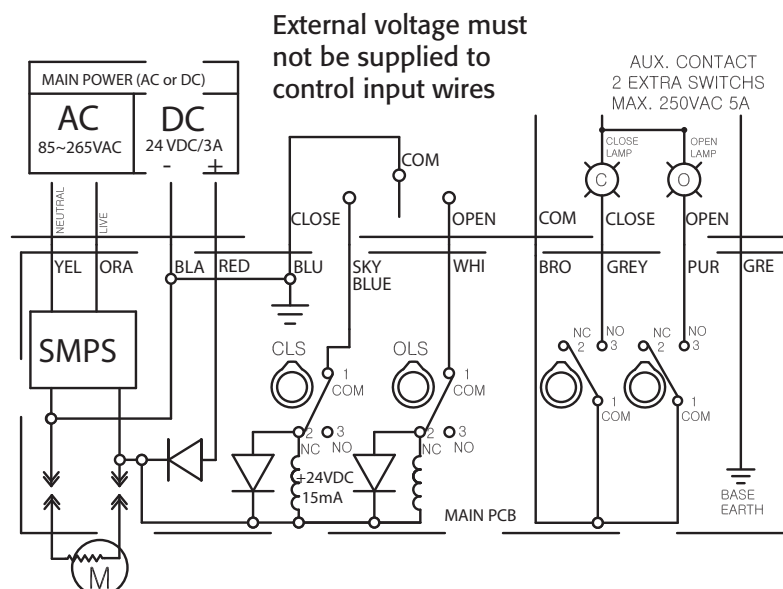 External voltage must
not be supplied to
control input wires
MAIN POWER (AC or DC)
AC
85~265VAC
DC
24 VDC/3A
- +
AUX. CONTACT
2 EXTRA SWITCHS
MAX. 250VAC 5A
CLOSE
LAMP
OPEN
LAMP
C
O
COM
NEUTRAL
LIVE
CLOSE
OPEN
COM
CLOSE
OPEN
YEL
ORA
BLA
RED
BLU
SKY
BLUE
WHI
BRO
GREY
PUR
GRE
SMPS
CLS
OLS
1
COM
1
COM
2
NC
3
NO
2
NC
3
NO
NC
2
NO
3
NC
2
NO
3
1
COM
1
COM
+24VDC
15mA
MAIN PCB
BASE
EARTH
M